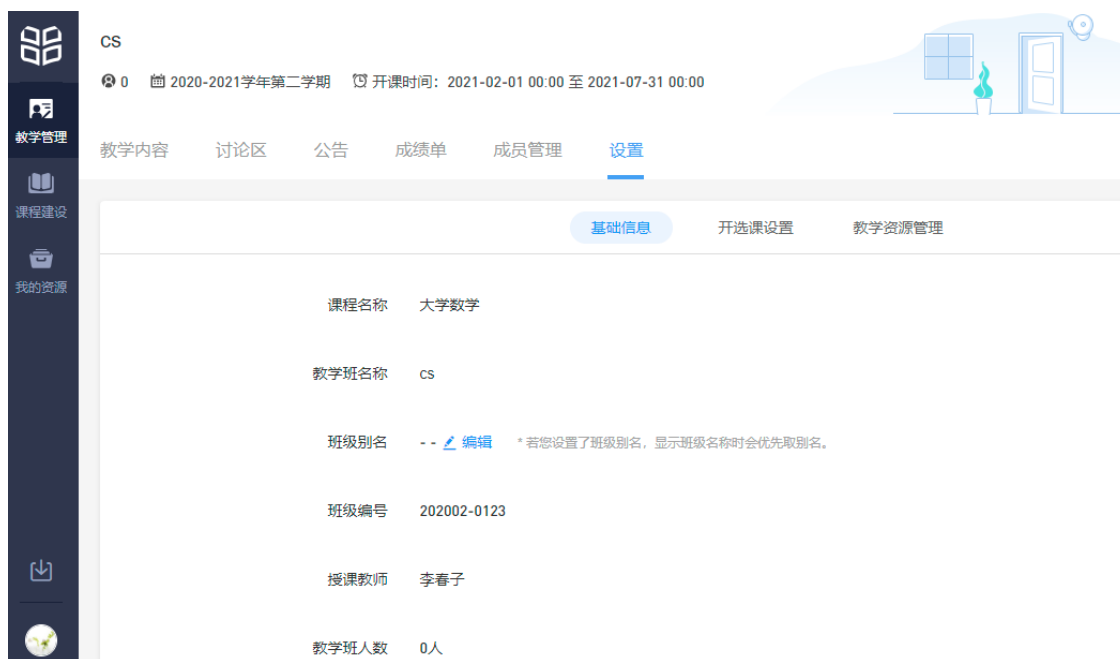 cs
0 2020-2021学年第二学期 开课时间：2021-02-01 00:00 至 2021-07-31 00:00
教学管理
教学内容 讨论区 公告 成绩单 成员管理 设置
课程建设
基础信息 开选课设置 教学资源管理
我的资源
课程名称 大学数学
教学班名称 cs
班级别名 - - 编辑 * 若您设置了班级别名，显示班级名称时会优先取别名。
班级编号 202002-0123
授课教师 李春子
教学班人数 0人